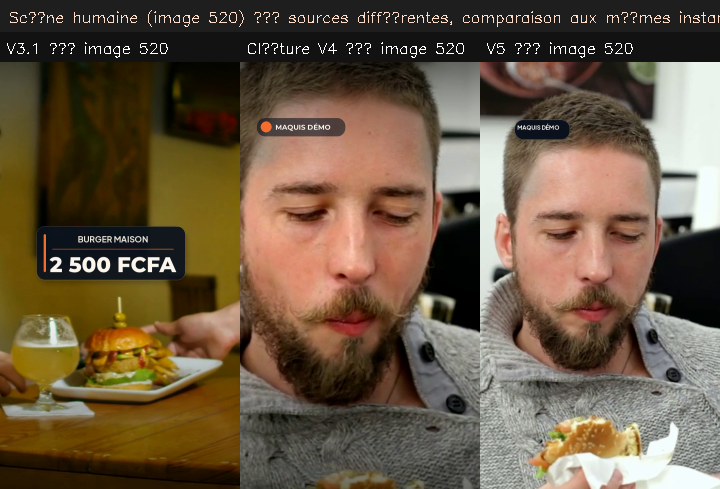 Sc??ne humaine (image 520) ??? sources diff??rentes, comparaison aux m??mes instan
V3.1 ??? image 520
Cl??ture V4 ??? image 520
V5 ??? image 520
BURGER MAISON
2 500 FCFA
MAQUIS DÉMO
MAQUIS DÉMO